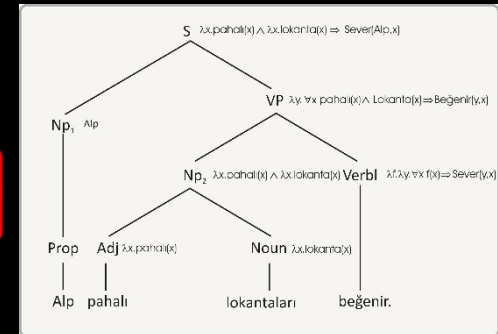 S λx.pahalı(x) ∧ λx.lokanta(x) ⇒ Sever(Alp,x)
VP λy. ∀x pahalı(x) ∧ Lokanta(x)⇒Beğenir(y,x)
Np₁ Alp
Np₂ λx.pahalı(x) ∧ λx.lokanta(x) Verbl λf.λy. ∀x f(x)⇒Sever(y,x)
Prop Adj λx.pahalı(x) Noun λx.lokanta(x)
Alp pahalı lokantaları beğenir.